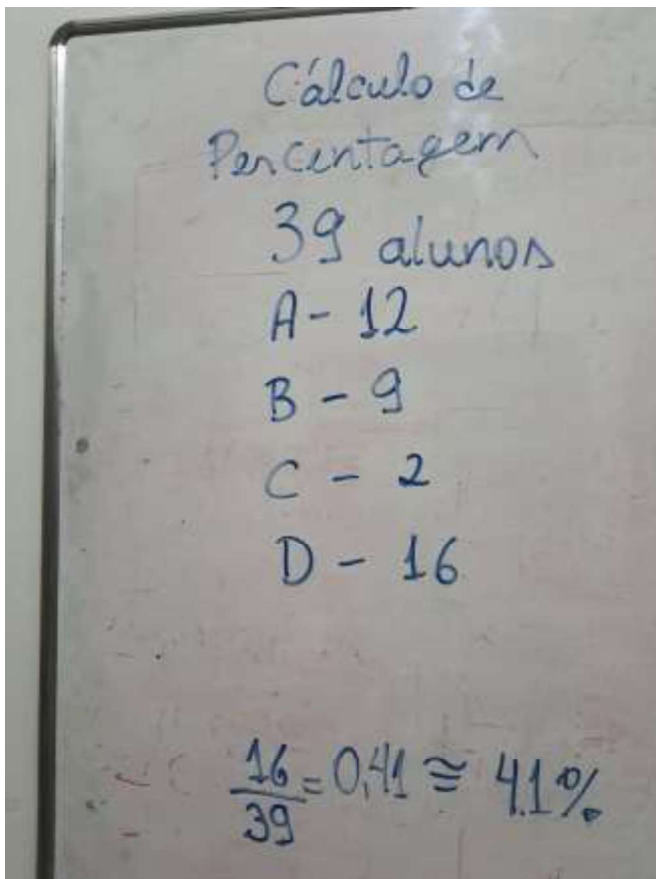 Cálculo de
Percentagem
39 alunos
A - 12
B - 9
C - 2
D - 16
16/39 = 0,41 ≅ 41%